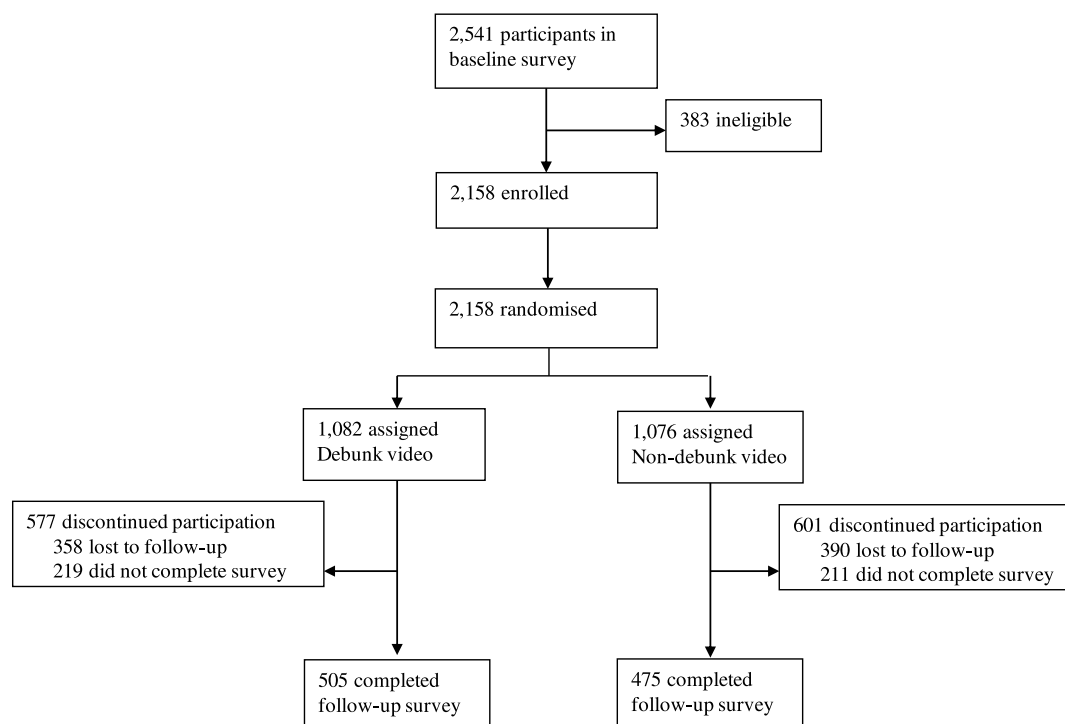 2,541 participants in
baseline survey
383 ineligible
2,158 enrolled
2,158 randomised
1,082 assigned
Debunk video
1,076 assigned
Non-debunk video
577 discontinued participation
358 lost to follow-up
219 did not complete survey
601 discontinued participation
390 lost to follow-up
211 did not complete survey
505 completed
follow-up survey
475 completed
follow-up survey